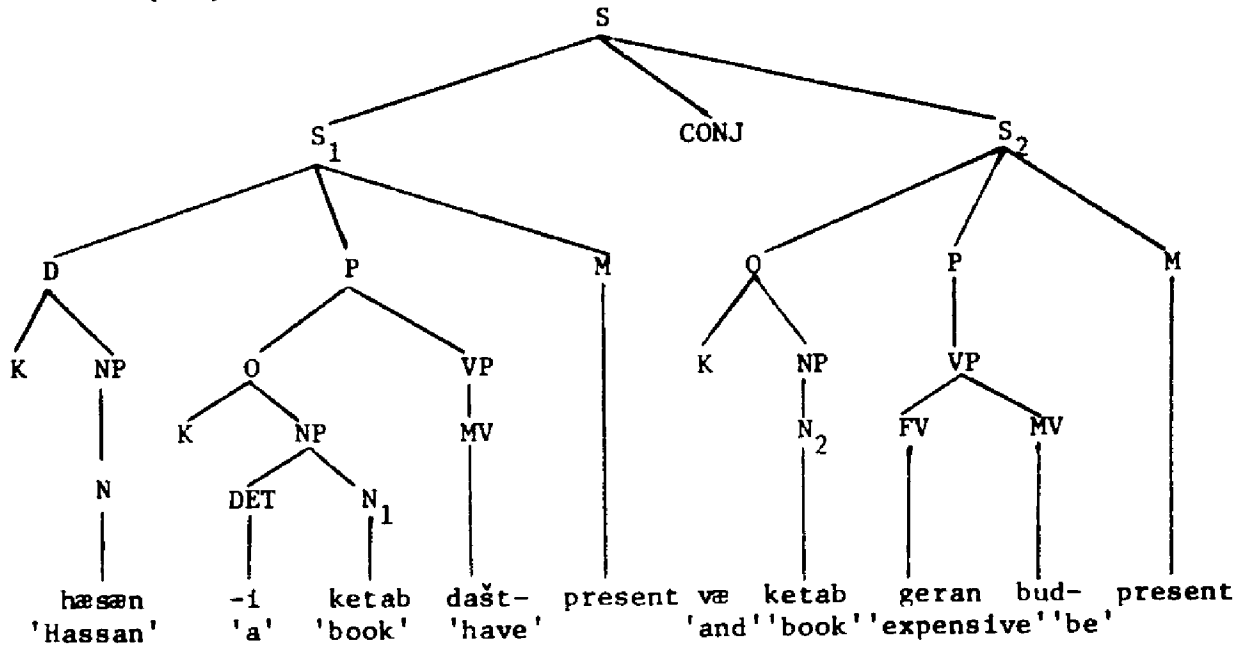 S
S₁ CONJ S₂
D P M O P M
K NP O VP K NP VP
K NP MV N₂ FV MV
N DET N₁
hæsæn -i ketab dašt- present væ ketab geran bud- present
'Hassan' 'a' 'book' 'have' 'and' 'book' 'expensive' 'be'